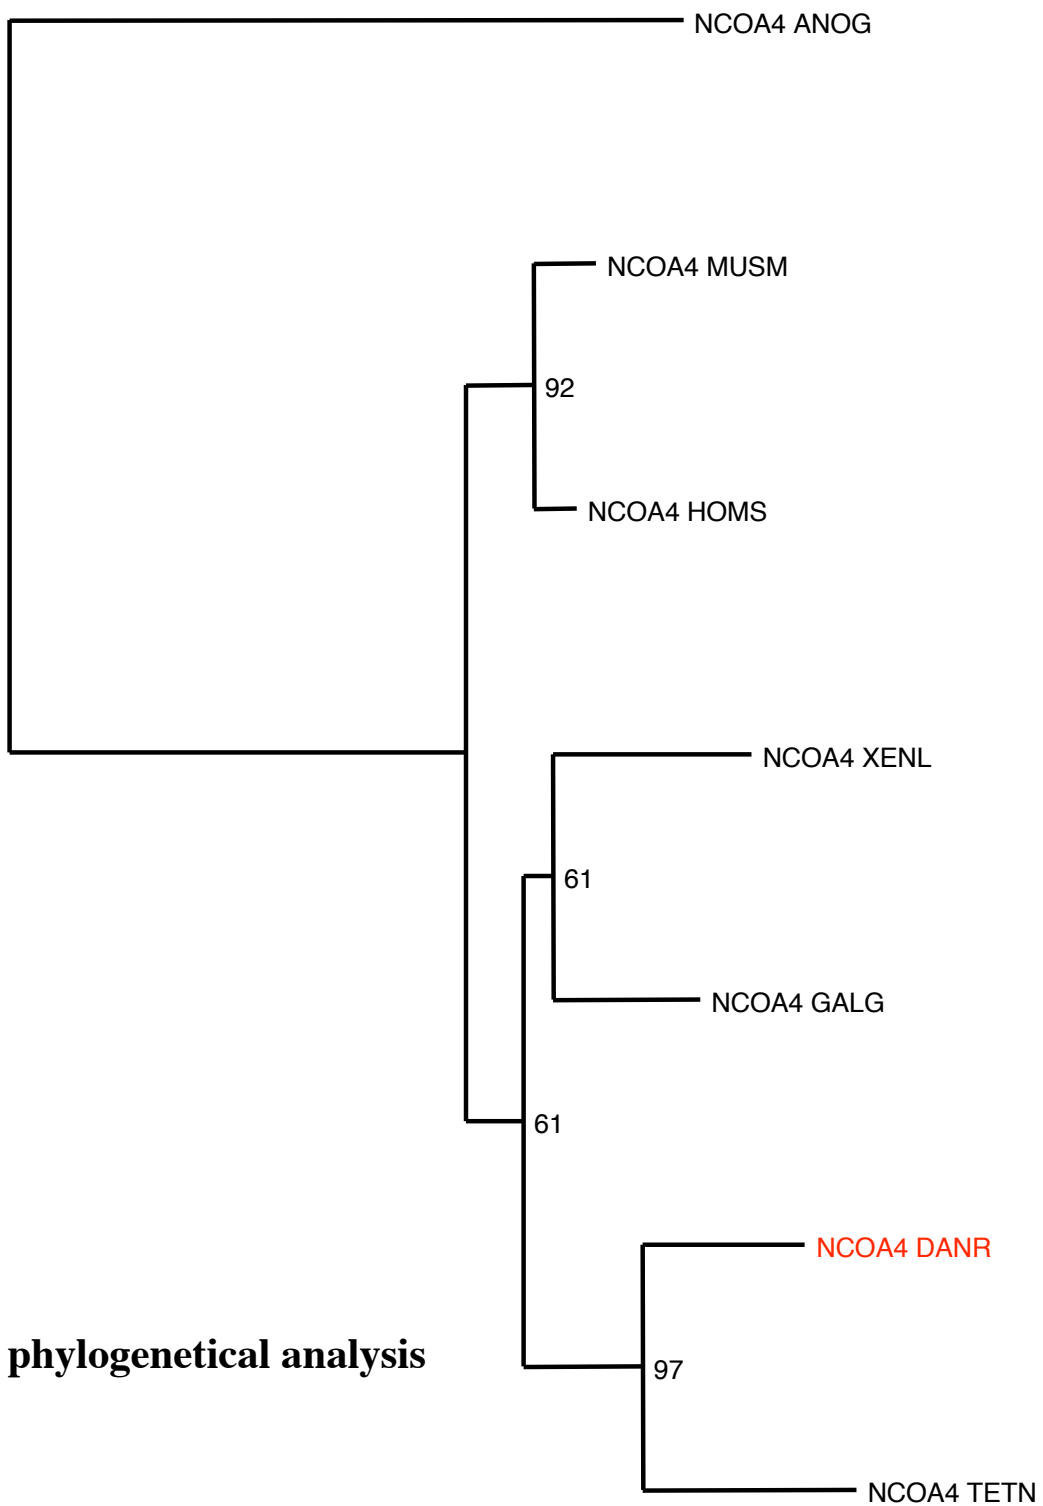 NCOA4 ANOG
NCOA4 MUSM
92
NCOA4 HOMS
NCOA4 XENL
61
NCOA4 GALG
61
NCOA4 DANR
phylogenetical analysis
97
NCOA4 TETN